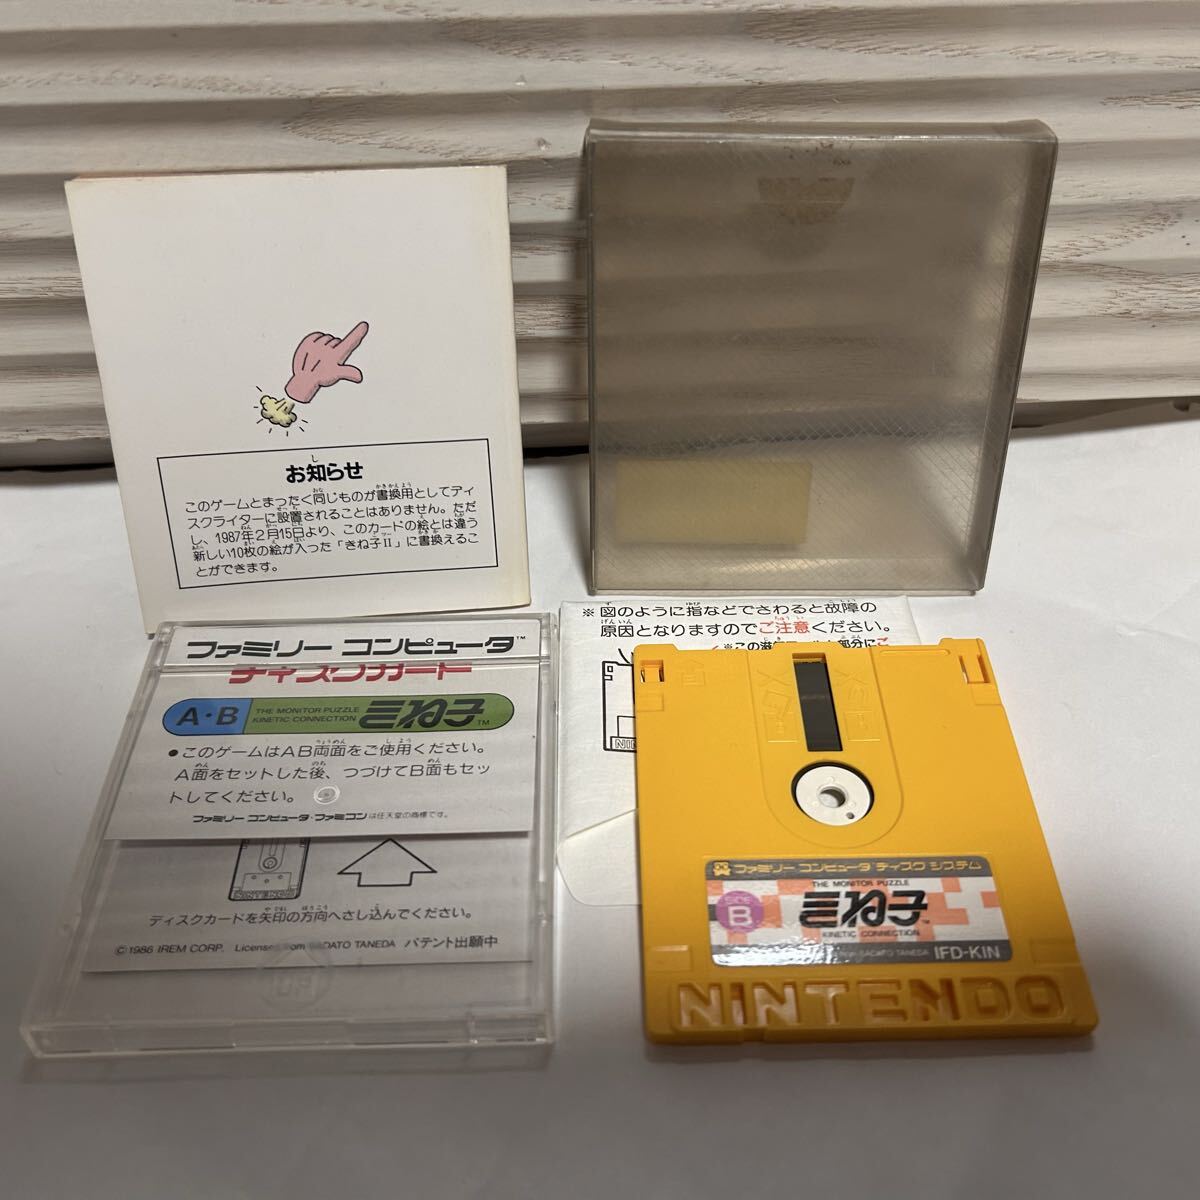 お知らせ
このゲームとまったく同じものが書換用としてディ
スクライターに設置されることはありません。ただ
し、1987年2月15日より、このカードの絵とは違う
新しい10枚の絵が入った「きね子II」に書換えるこ
とができます。
ファミリー コンピュータ™
ディスクカード
A・B
THE MONITOR PUZZLE
KINETIC CONNECTION
きね子™
●このゲームはAB両面をご使用ください。
A面をセットした後、つづけてB面もセッ
トしてください。
ファミリー コンピュータ・ファミコンは任天堂の商標です。
NINTENDO
ディスクカードを矢印の方向へさし込んでください。
©1986 IREM CORP. Licensed from SADATO TANEDA パテント出願中
※図のように指などでさわると故障の
原因となりますのでご注意ください。
ファミリー コンピュータ ディスク システム
THE MONITOR PUZZLE
SIDE
B
きね子™
KINETIC CONNECTION
from SADATO TANEDA
IFD-KIN
NINTENDO